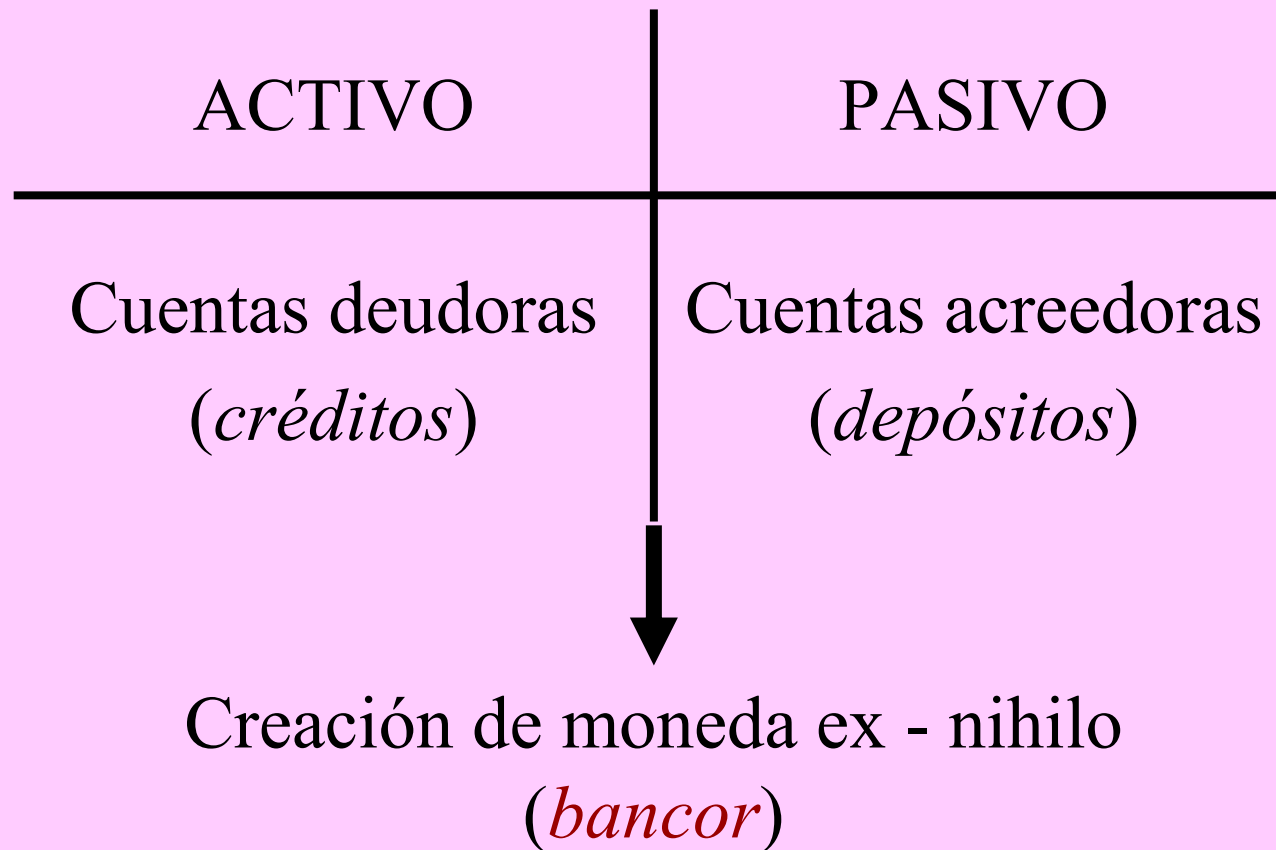 ACTIVO PASIVO
Cuentas deudoras Cuentas acreedoras
(créditos) (depósitos)
Creación de moneda ex - nihilo
(bancor)